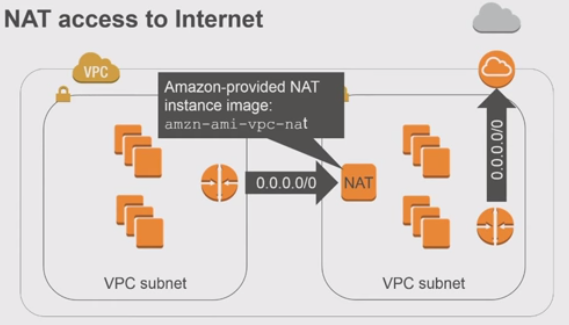 NAT access to Internet
VPC
Amazon-provided NAT
instance image:
amzn-ami-vpc-nat
0.0.0.0/0
NAT
0.0.0.0/0
VPC subnet
VPC subnet